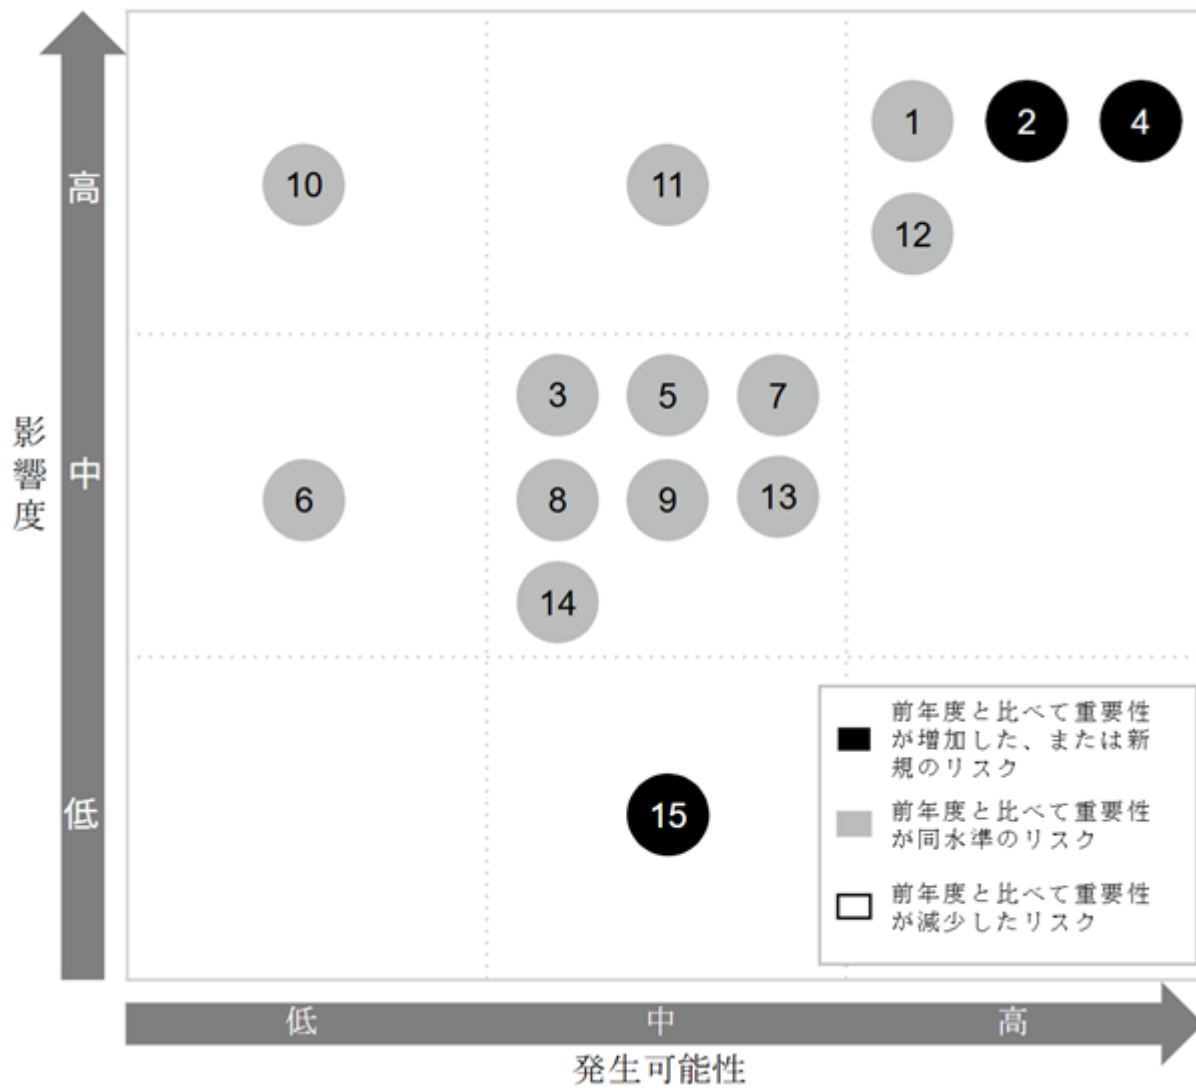 高
1
2
4
10
11
12
影響度
中
3
5
7
6
8
9
13
14
低
15
前年度と比べて重要性
が増加した、または新
規のリスク
前年度と比べて重要性
が同水準のリスク
前年度と比べて重要性
が減少したリスク
低
中
高
発生可能性